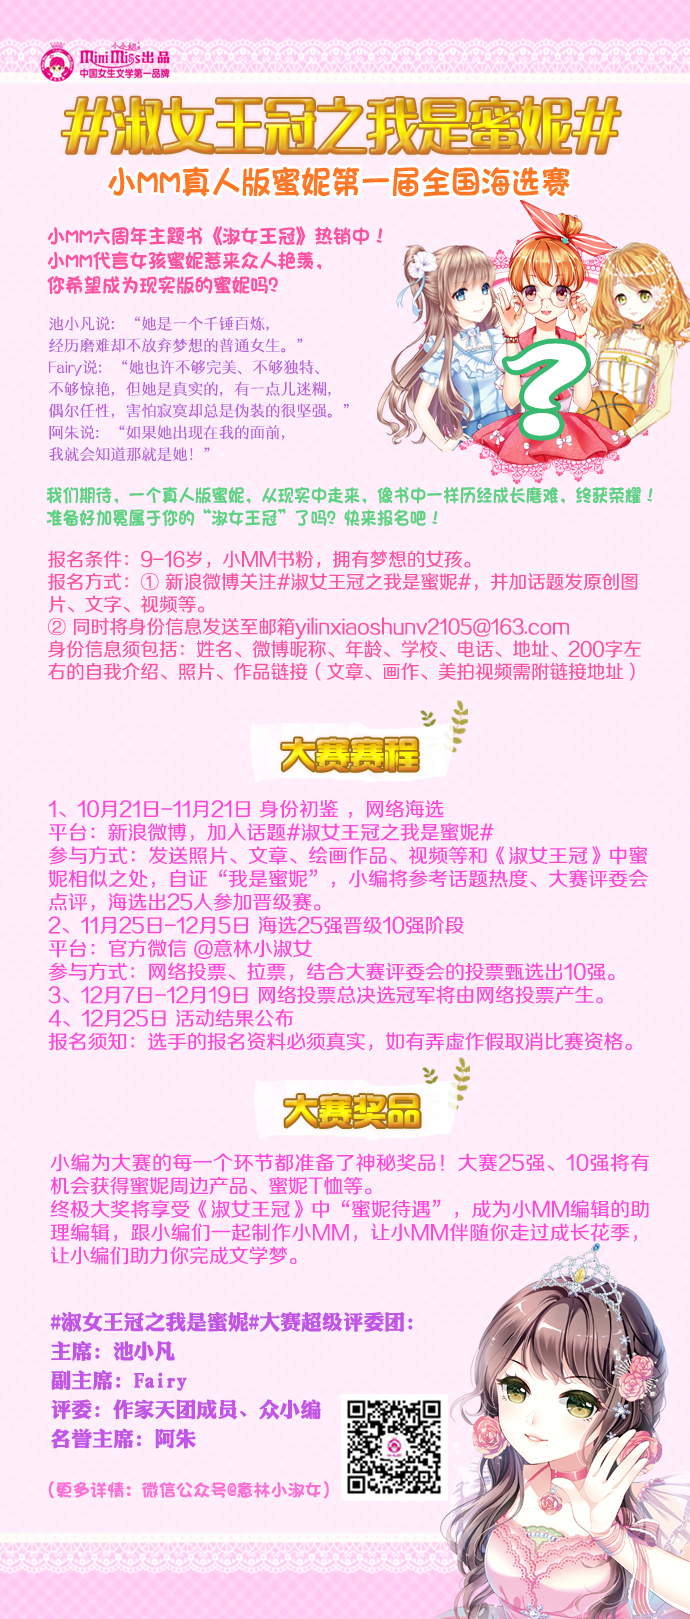 小公主
MiniMiss出品
中国女生文学第一品牌
#淑女王冠之我是蜜妮#
小MM真人版蜜妮第一届全国海选赛
小MM六周年主题书《淑女王冠》热销中！
小MM代言女孩蜜妮惹来众人艳羡，
你希望成为现实版的蜜妮吗？
池小凡说：“她是一个千锤百炼，
经历磨难却不放弃梦想的普通女生。”
Fairy说：“她也许不够完美、不够独特、
不够惊艳，但她是真实的，有一点儿迷糊，
偶尔任性，害怕寂寞却总是伪装的很坚强。”
阿朱说：“如果她出现在我的面前，
我就会知道那就是她！”
?
我们期待，一个真人版蜜妮，从现实中走来，像书中一样历经成长磨难，终获荣耀！
准备好加冕属于你的“淑女王冠”了吗？快来报名吧！
报名条件：9-16岁，小MM书粉，拥有梦想的女孩。
报名方式：① 新浪微博关注#淑女王冠之我是蜜妮#，并加话题发原创图
片、文字、视频等。
② 同时将身份信息发送至邮箱yilinxiaoshunv2105@163.com
身份信息须包括：姓名、微博昵称、年龄、学校、电话、地址、200字左
右的自我介绍、照片、作品链接（文章、画作、美拍视频需附链接地址）
大赛赛程
1、10月21日-11月21日 身份初鉴 ，网络海选
平台：新浪微博，加入话题#淑女王冠之我是蜜妮#
参与方式：发送照片、文章、绘画作品、视频等和《淑女王冠》中蜜
妮相似之处，自证“我是蜜妮”，小编将参考话题热度、大赛评委会
点评，海选出25人参加晋级赛。
2、11月25日-12月5日 海选25强晋级10强阶段
平台：官方微信 @意林小淑女
参与方式：网络投票、拉票，结合大赛评委会的投票甄选出10强。
3、12月7日-12月19日 网络投票总决选冠军将由网络投票产生。
4、12月25日 活动结果公布
报名须知：选手的报名资料必须真实，如有弄虚作假取消比赛资格。
大赛奖品
小编为大赛的每一个环节都准备了神秘奖品！大赛25强、10强将有
机会获得蜜妮周边产品、蜜妮T恤等。
终极大奖将享受《淑女王冠》中“蜜妮待遇”，成为小MM编辑的助
理编辑，跟小编们一起制作小MM，让小MM伴随你走过成长花季，
让小编们助力你完成文学梦。
#淑女王冠之我是蜜妮#大赛超级评委团：
主席：池小凡
副主席：Fairy
评委：作家天团成员、众小编
名誉主席：阿朱
（更多详情：微信公众号@意林小淑女）